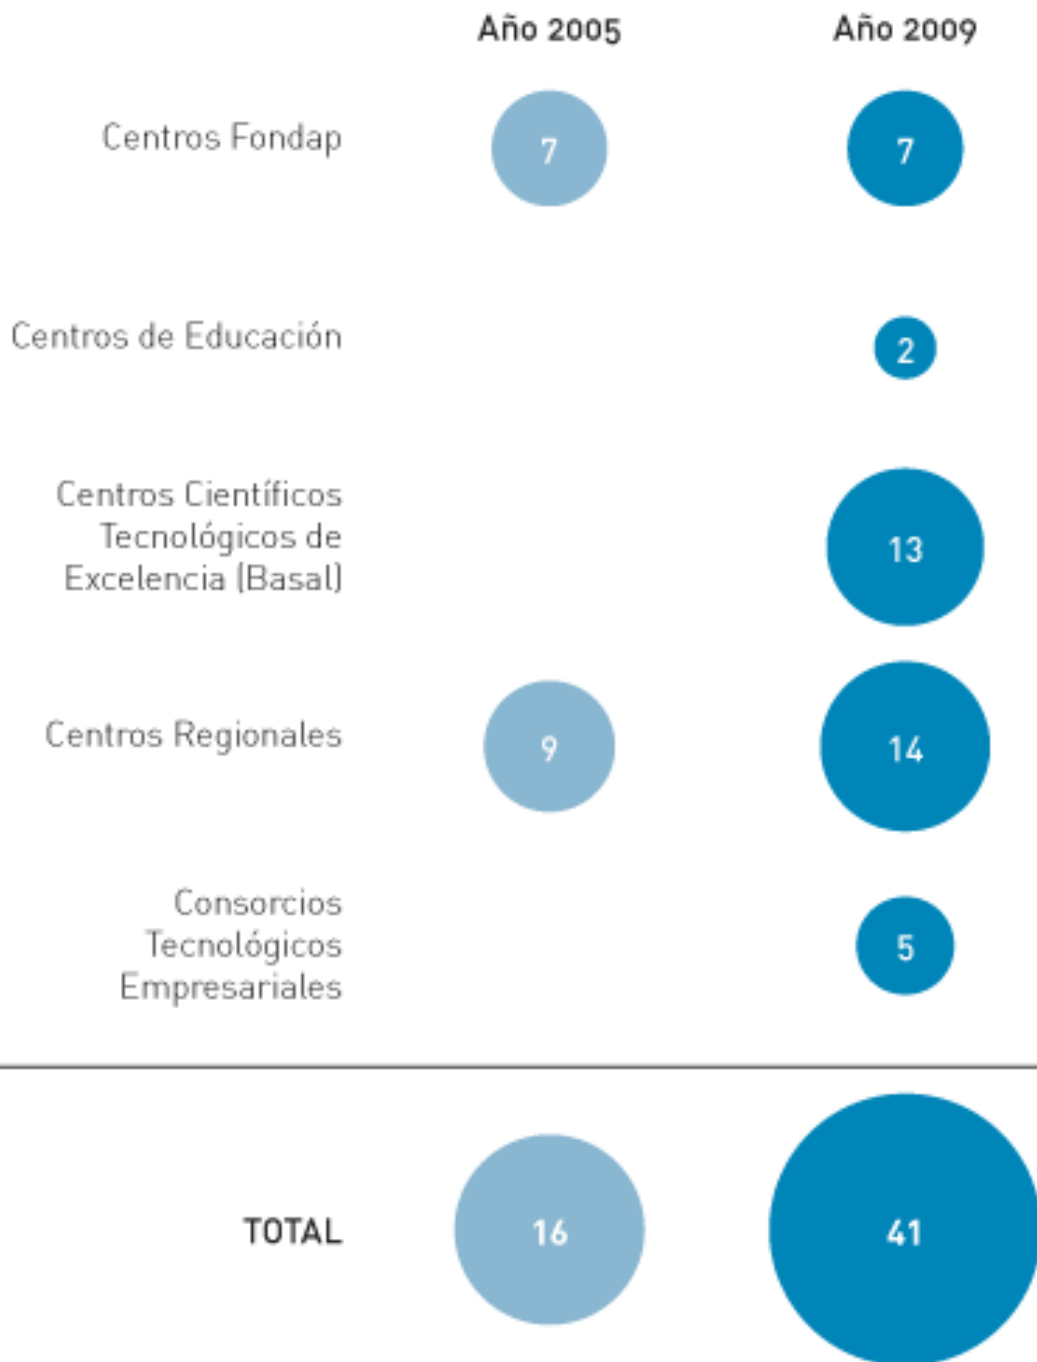 Año 2005 Año 2009
Centros Fondap 7 7
Centros de Educación 2
Centros Científicos
Tecnológicos de
Excelencia (Basal) 13
Centros Regionales 9 14
Consorcios
Tecnológicos 5
Empresariales
TOTAL 16 41